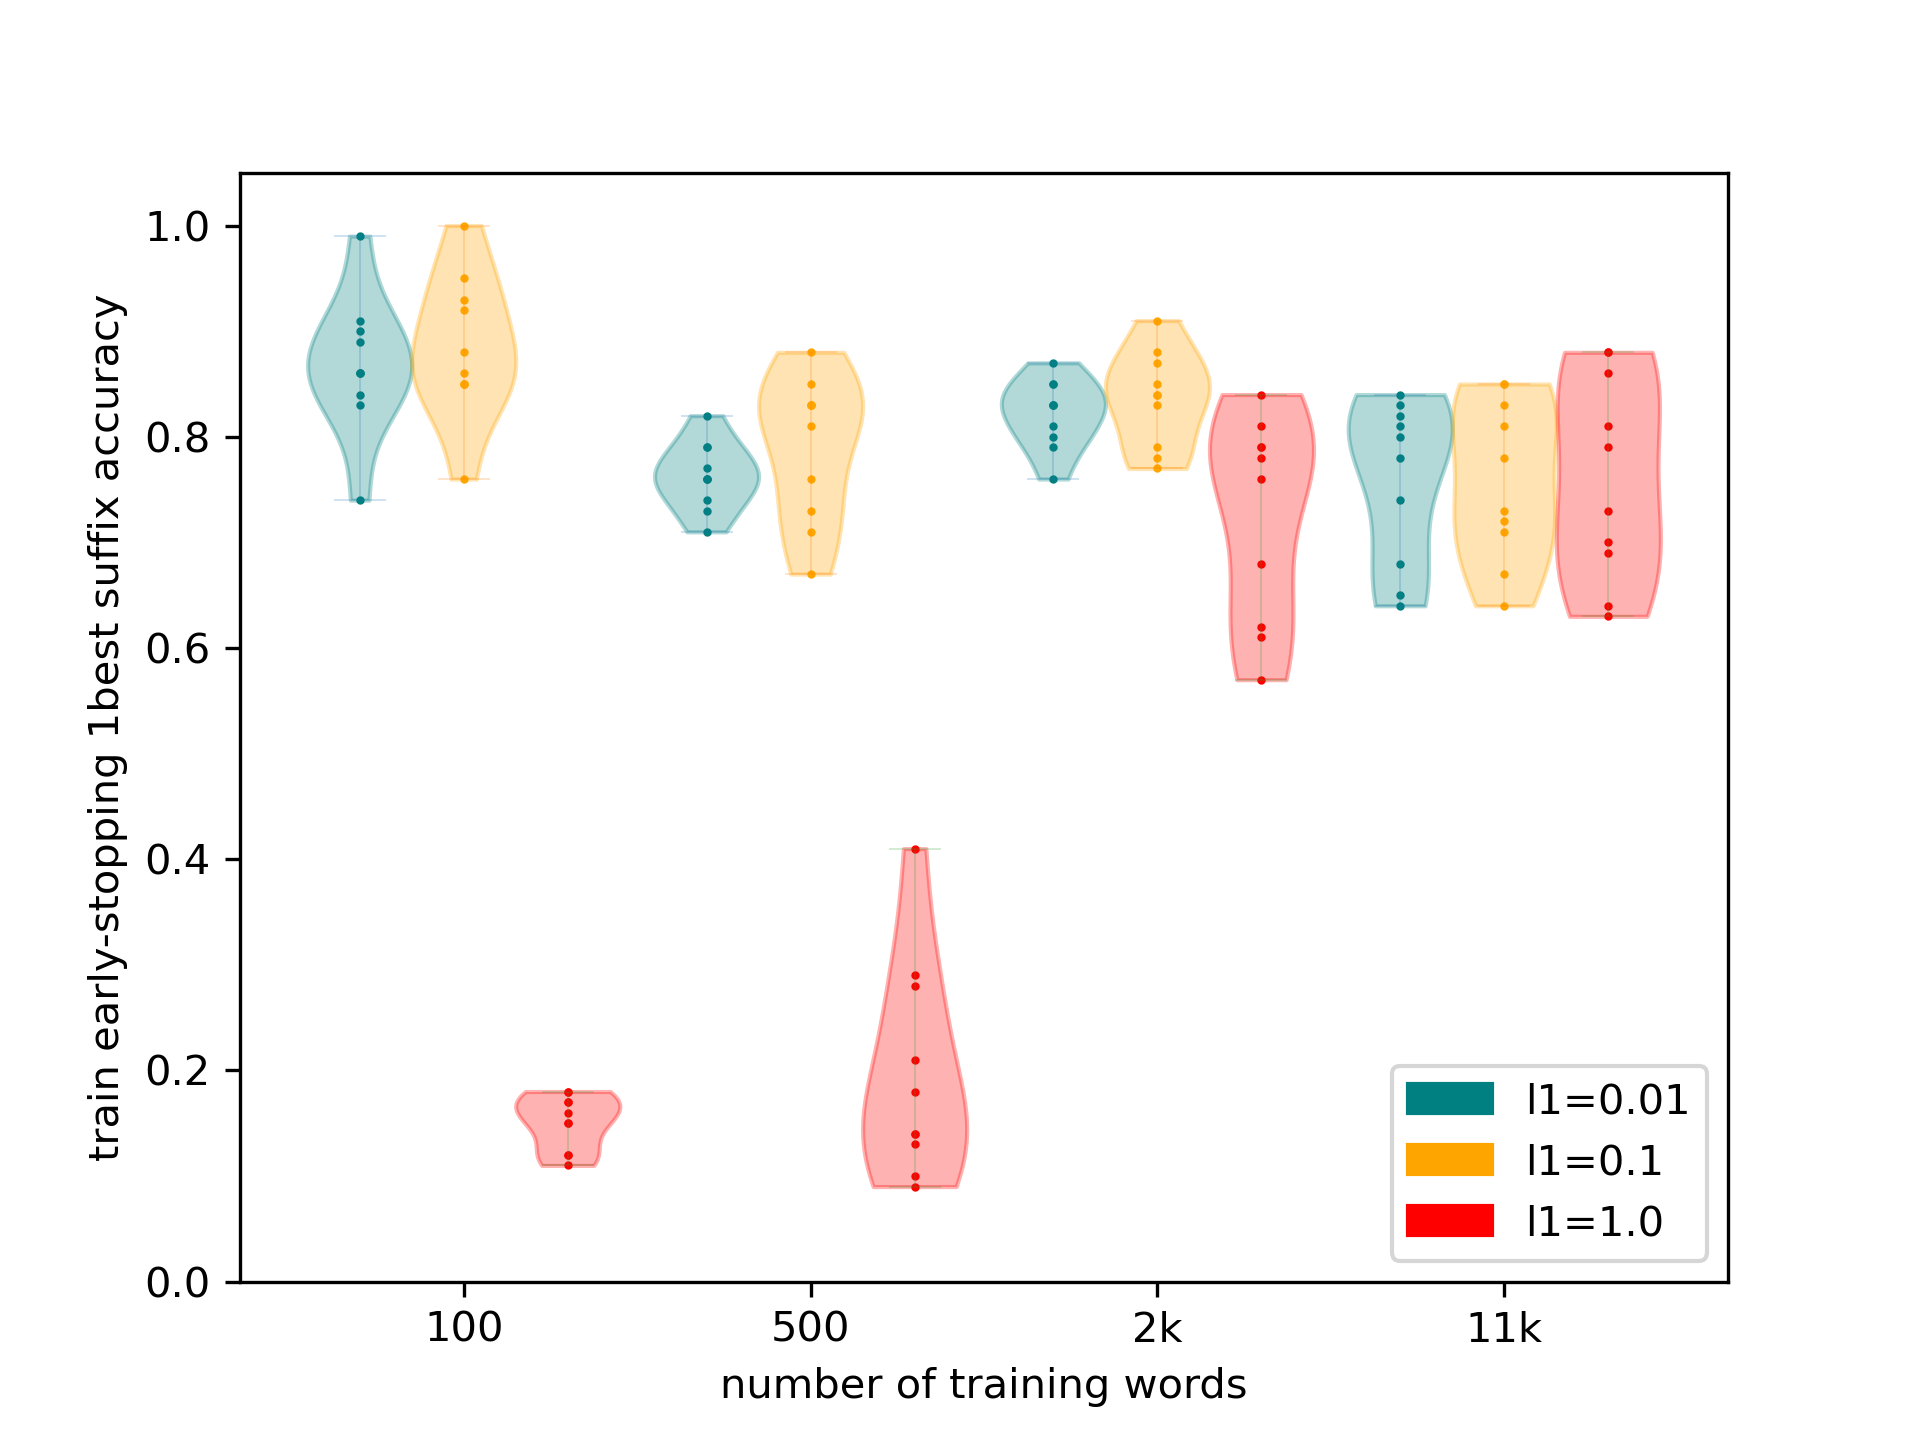 train early-stopping 1best suffix accuracy
1.0
0.8
0.6
0.4
0.2
0.0
100 500 2k 11k
number of training words
l1=0.01
l1=0.1
l1=1.0